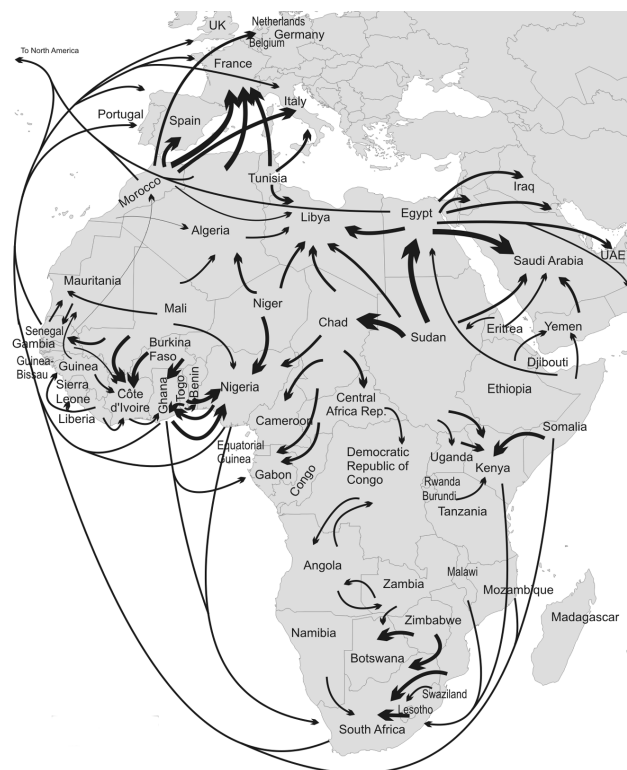 Netherlands
UK
Germany
Belgium
To North America
France
Italy
Portugal
Spain
Tunisia
Morocco
Iraq
Egypt
Libya
Algeria
UAE
Saudi Arabia
Mauritania
Niger
Mali
Chad
Senegal
Eritrea
Yemen
Sudan
Gambia
Burkina
Faso
Guinea-
Bissau
Guinea
Djibouti
Sierra
Leone
Côte
d'Ivoire
Ghana
Togo
Benin
Nigeria
Ethiopia
Central
Africa Rep.
Liberia
Cameroon
Somalia
Equatorial
Guinea
Democratic
Republic of
Congo
Uganda
Kenya
Gabon
Congo
Rwanda
Burundi
Tanzania
Angola
Malawi
Zambia
Mozambique
Madagascar
Zimbabwe
Namibia
Botswana
Swaziland
Lesotho
South Africa